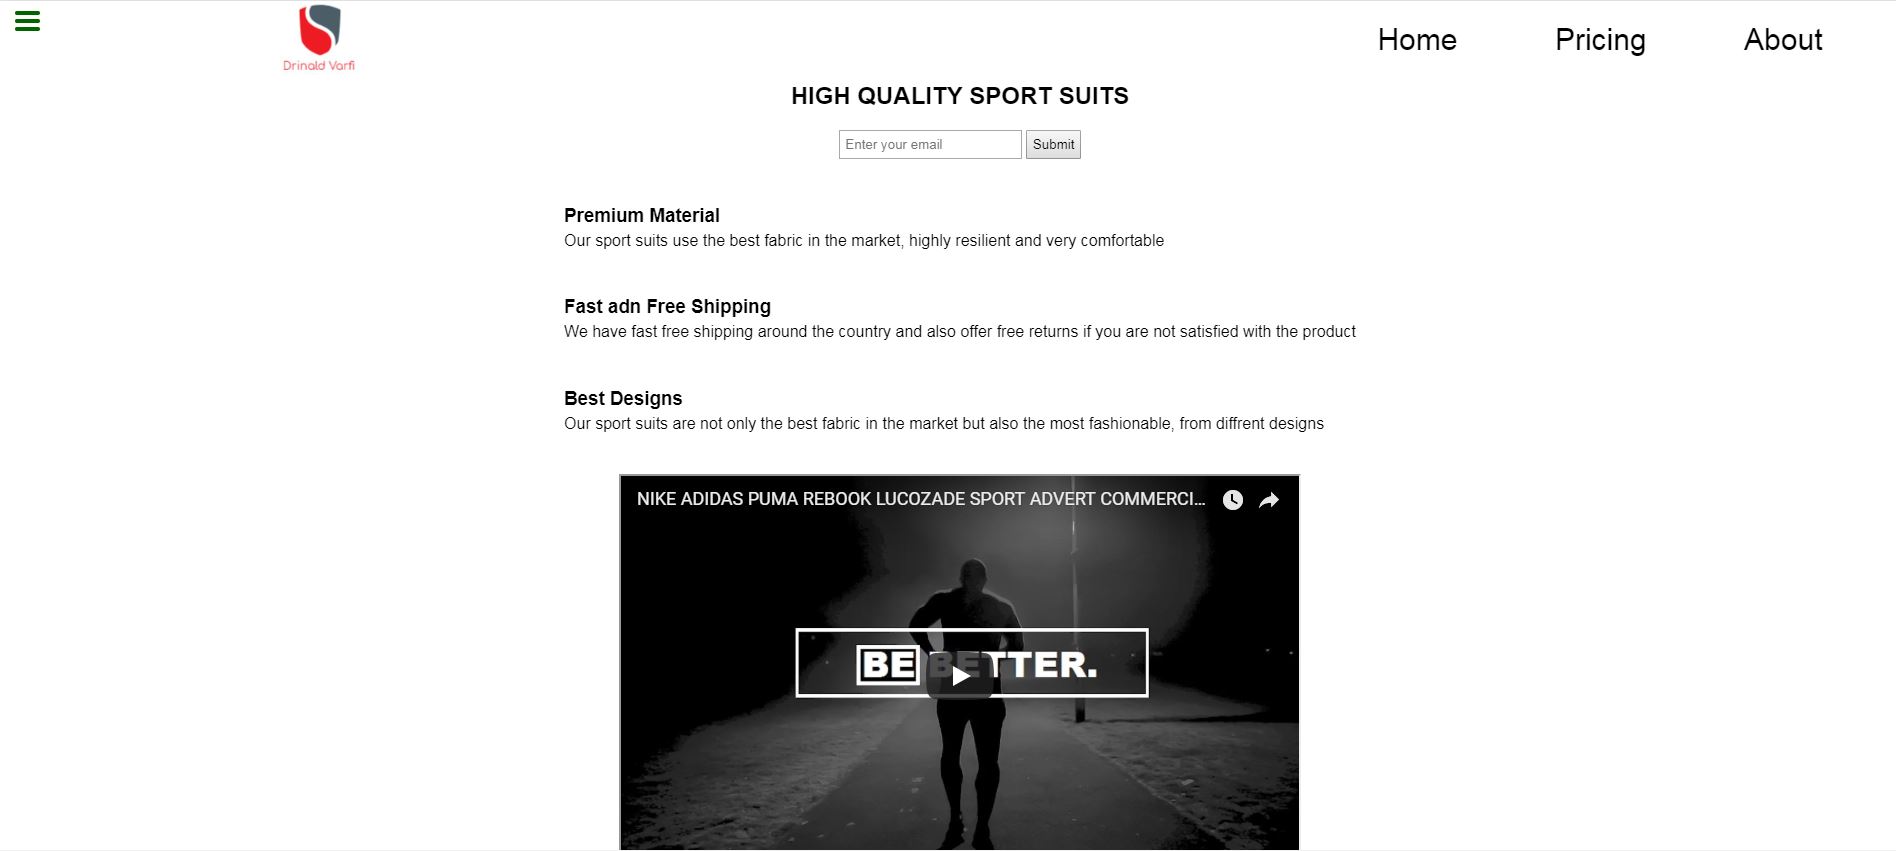 Drinald Varfi
Home Pricing About
HIGH QUALITY SPORT SUITS
Enter your email Submit
Premium Material
Our sport suits use the best fabric in the market, highly resilient and very comfortable
Fast adn Free Shipping
We have fast free shipping around the country and also offer free returns if you are not satisfied with the product
Best Designs
Our sport suits are not only the best fabric in the market but also the most fashionable, from diffrent designs
NIKE ADIDAS PUMA REBOOK LUCOZADE SPORT ADVERT COMMERCI...
BE BETTER.